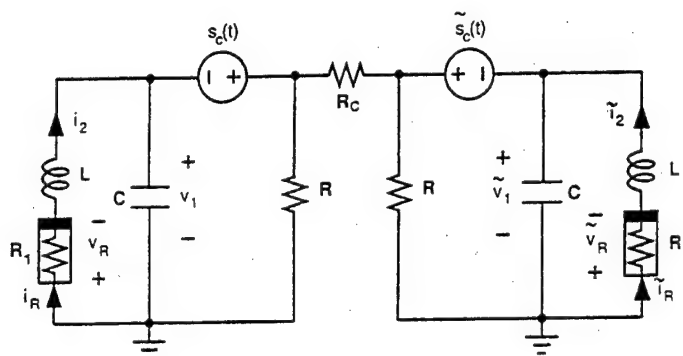 s_c(t)
s̃_c(t)
R_C
i_2
L
C
+
v_1
−
R_1
−
v_R
+
i_R
R
R
+
ṽ_1
−
C
ĩ_2
L
−
ṽ_R
+
R
ĩ_R
− +
+ −